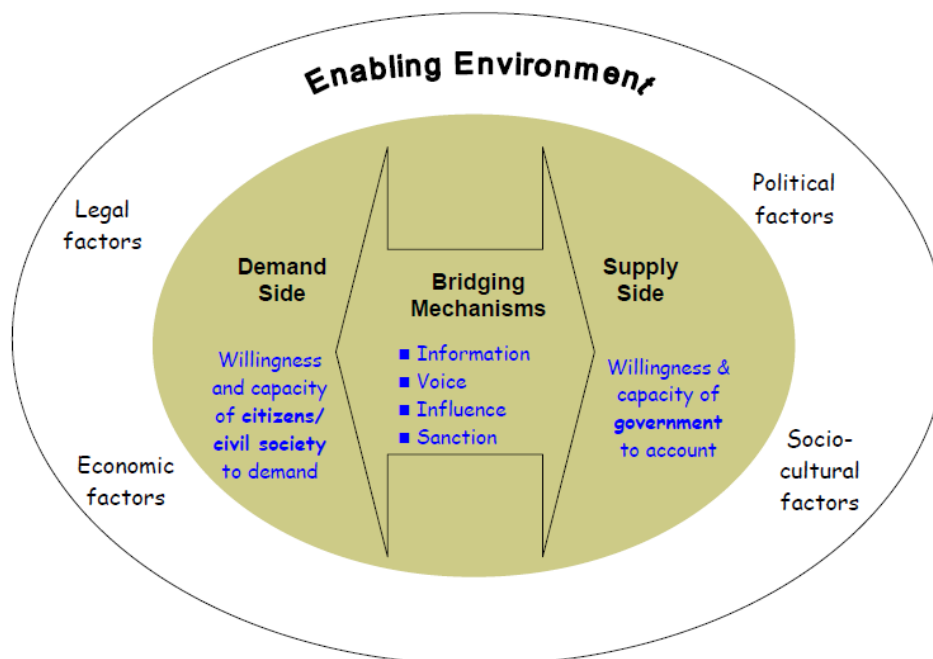 Enabling Environment
Legal
factors
Political
factors
Demand
Side
Willingness
and capacity
of citizens/
civil society
to demand
Bridging
Mechanisms
■ Information
■ Voice
■ Influence
■ Sanction
Supply
Side
Willingness &
capacity of
government
to account
Economic
factors
Socio-
cultural
factors